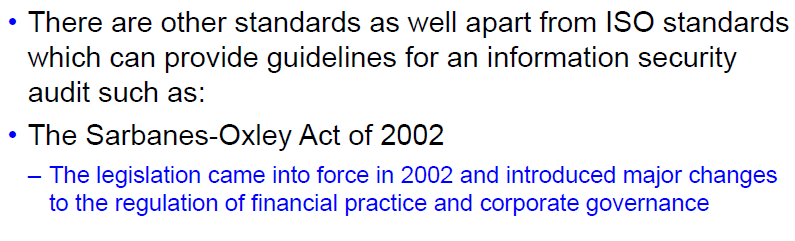 • There are other standards as well apart from ISO standards
which can provide guidelines for an information security
audit such as:
• The Sarbanes-Oxley Act of 2002
– The legislation came into force in 2002 and introduced major changes
to the regulation of financial practice and corporate governance